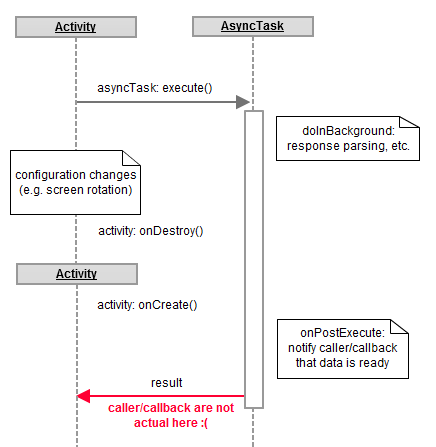 Activity
AsyncTask
asyncTask: execute()
doInBackground:
response parsing, etc.
configuration changes
(e.g. screen rotation)
activity: onDestroy()
Activity
activity: onCreate()
onPostExecute:
notify caller/callback
that data is ready
result
caller/callback are not
actual here :(